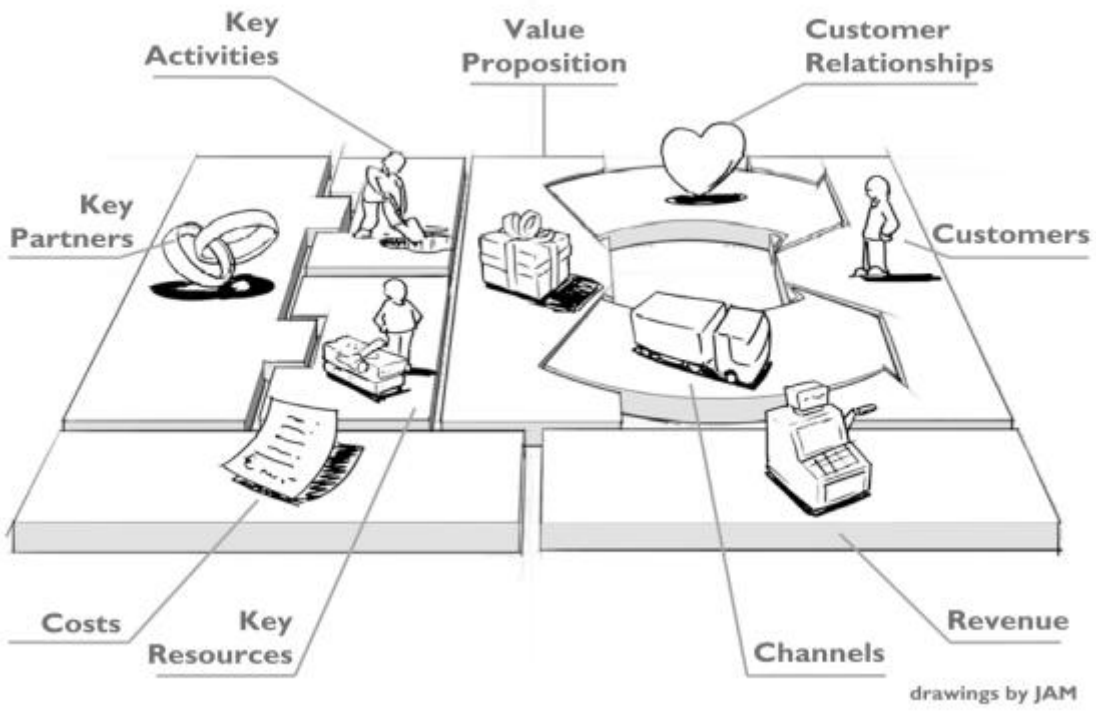 Key
Activities
Value
Proposition
Customer
Relationships
Key
Partners
Customers
Costs
Key
Resources
Channels
Revenue
drawings by JAM